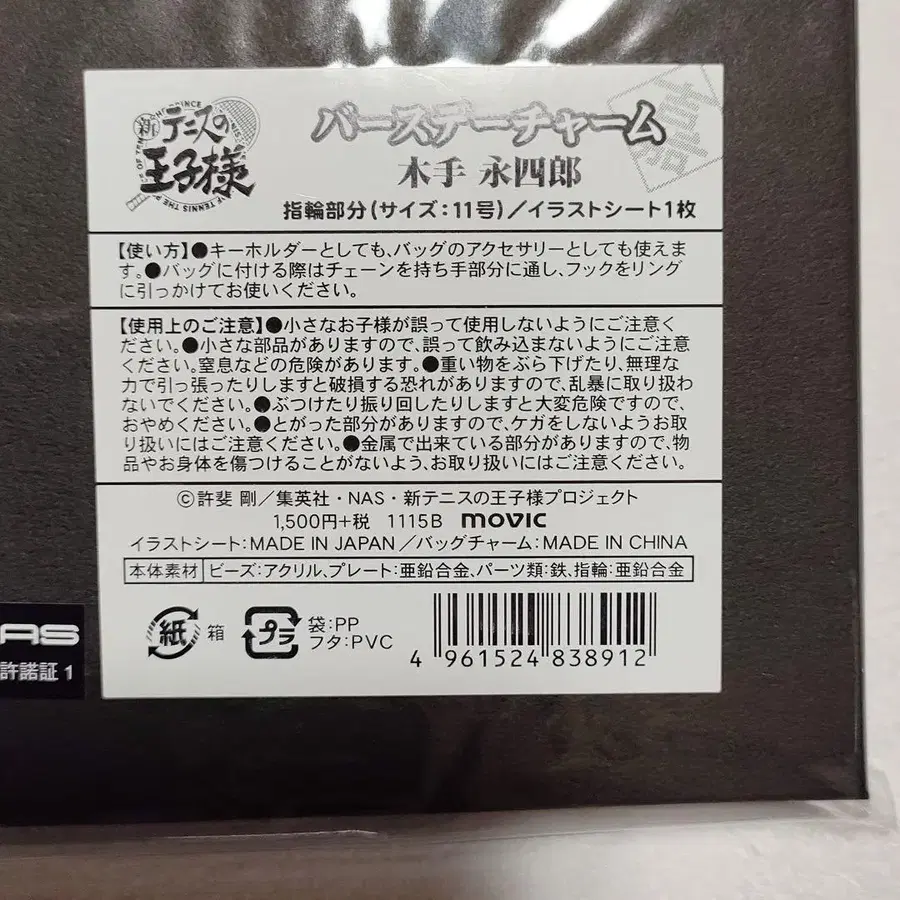 新テニスの
王子様
バースデーチャーム
嘉
木手 永四郎
指輪部分(サイズ:11号)/イラストシート1枚
【使い方】●キーホルダーとしても、バッグのアクセサリーとしても使えま
す。●バッグに付ける際はチェーンを持ち手部分に通し、フックをリング
に引っかけてお使いください。
【使用上のご注意】●小さなお子様が誤って使用しないようにご注意く
ださい。●小さな部品がありますので、誤って飲み込まないようにご注意
ください。窒息などの危険があります。●重い物をぶら下げたり、無理な
力で引っ張ったりしますと破損する恐れがありますので、乱暴に取り扱わ
ないでください。●ぶつけたり振り回したりしますと大変危険ですので、
おやめください。●とがった部分がありますので、ケガをしないようお取
り扱いにはご注意ください。●金属で出来ている部分がありますので、物
品やお身体を傷つけることがないよう、お取り扱いにはご注意ください。
©許斐 剛/集英社・NAS・新テニスの王子様プロジェクト
1,500円+税 1115B movic
イラストシート:MADE IN JAPAN/バッグチャーム:MADE IN CHINA
本体素材 ビーズ:アクリル、プレート:亜鉛合金、パーツ類:鉄、指輪:亜鉛合金
紙 箱 プラ 袋:PP
フタ:PVC
4 961524 838912
AS
許諾証 1